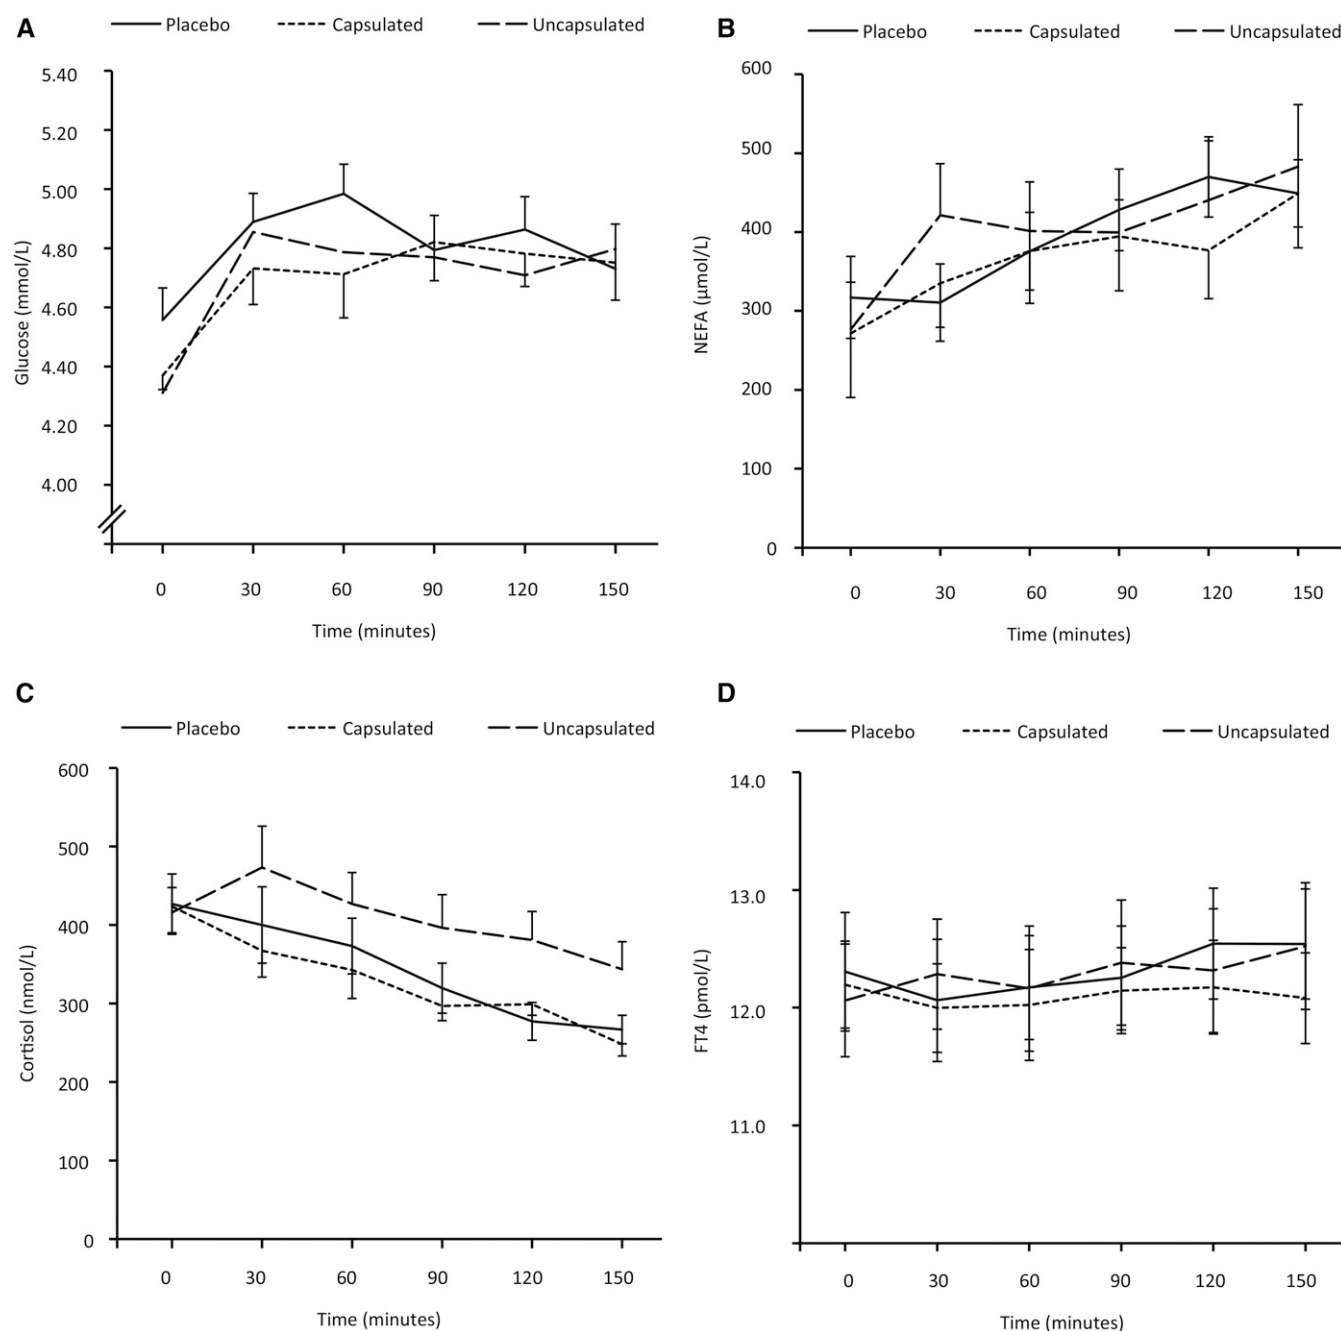 A
Placebo Capsulated Uncapsulated
5.40
5.20
5.00
4.80
4.60
4.40
4.20
4.00
Glucose (mmol/L)
0 30 60 90 120 150
Time (minutes)
B
Placebo Capsulated Uncapsulated
600
500
400
300
200
100
0
NEFA (µmol/L)
0 30 60 90 120 150
Time (minutes)
C
Placebo Capsulated Uncapsulated
600
500
400
300
200
100
0
Cortisol (nmol/L)
0 30 60 90 120 150
Time (minutes)
D
Placebo Capsulated Uncapsulated
14.0
13.0
12.0
11.0
FT4 (pmol/L)
0 30 60 90 120 150
Time (minutes)